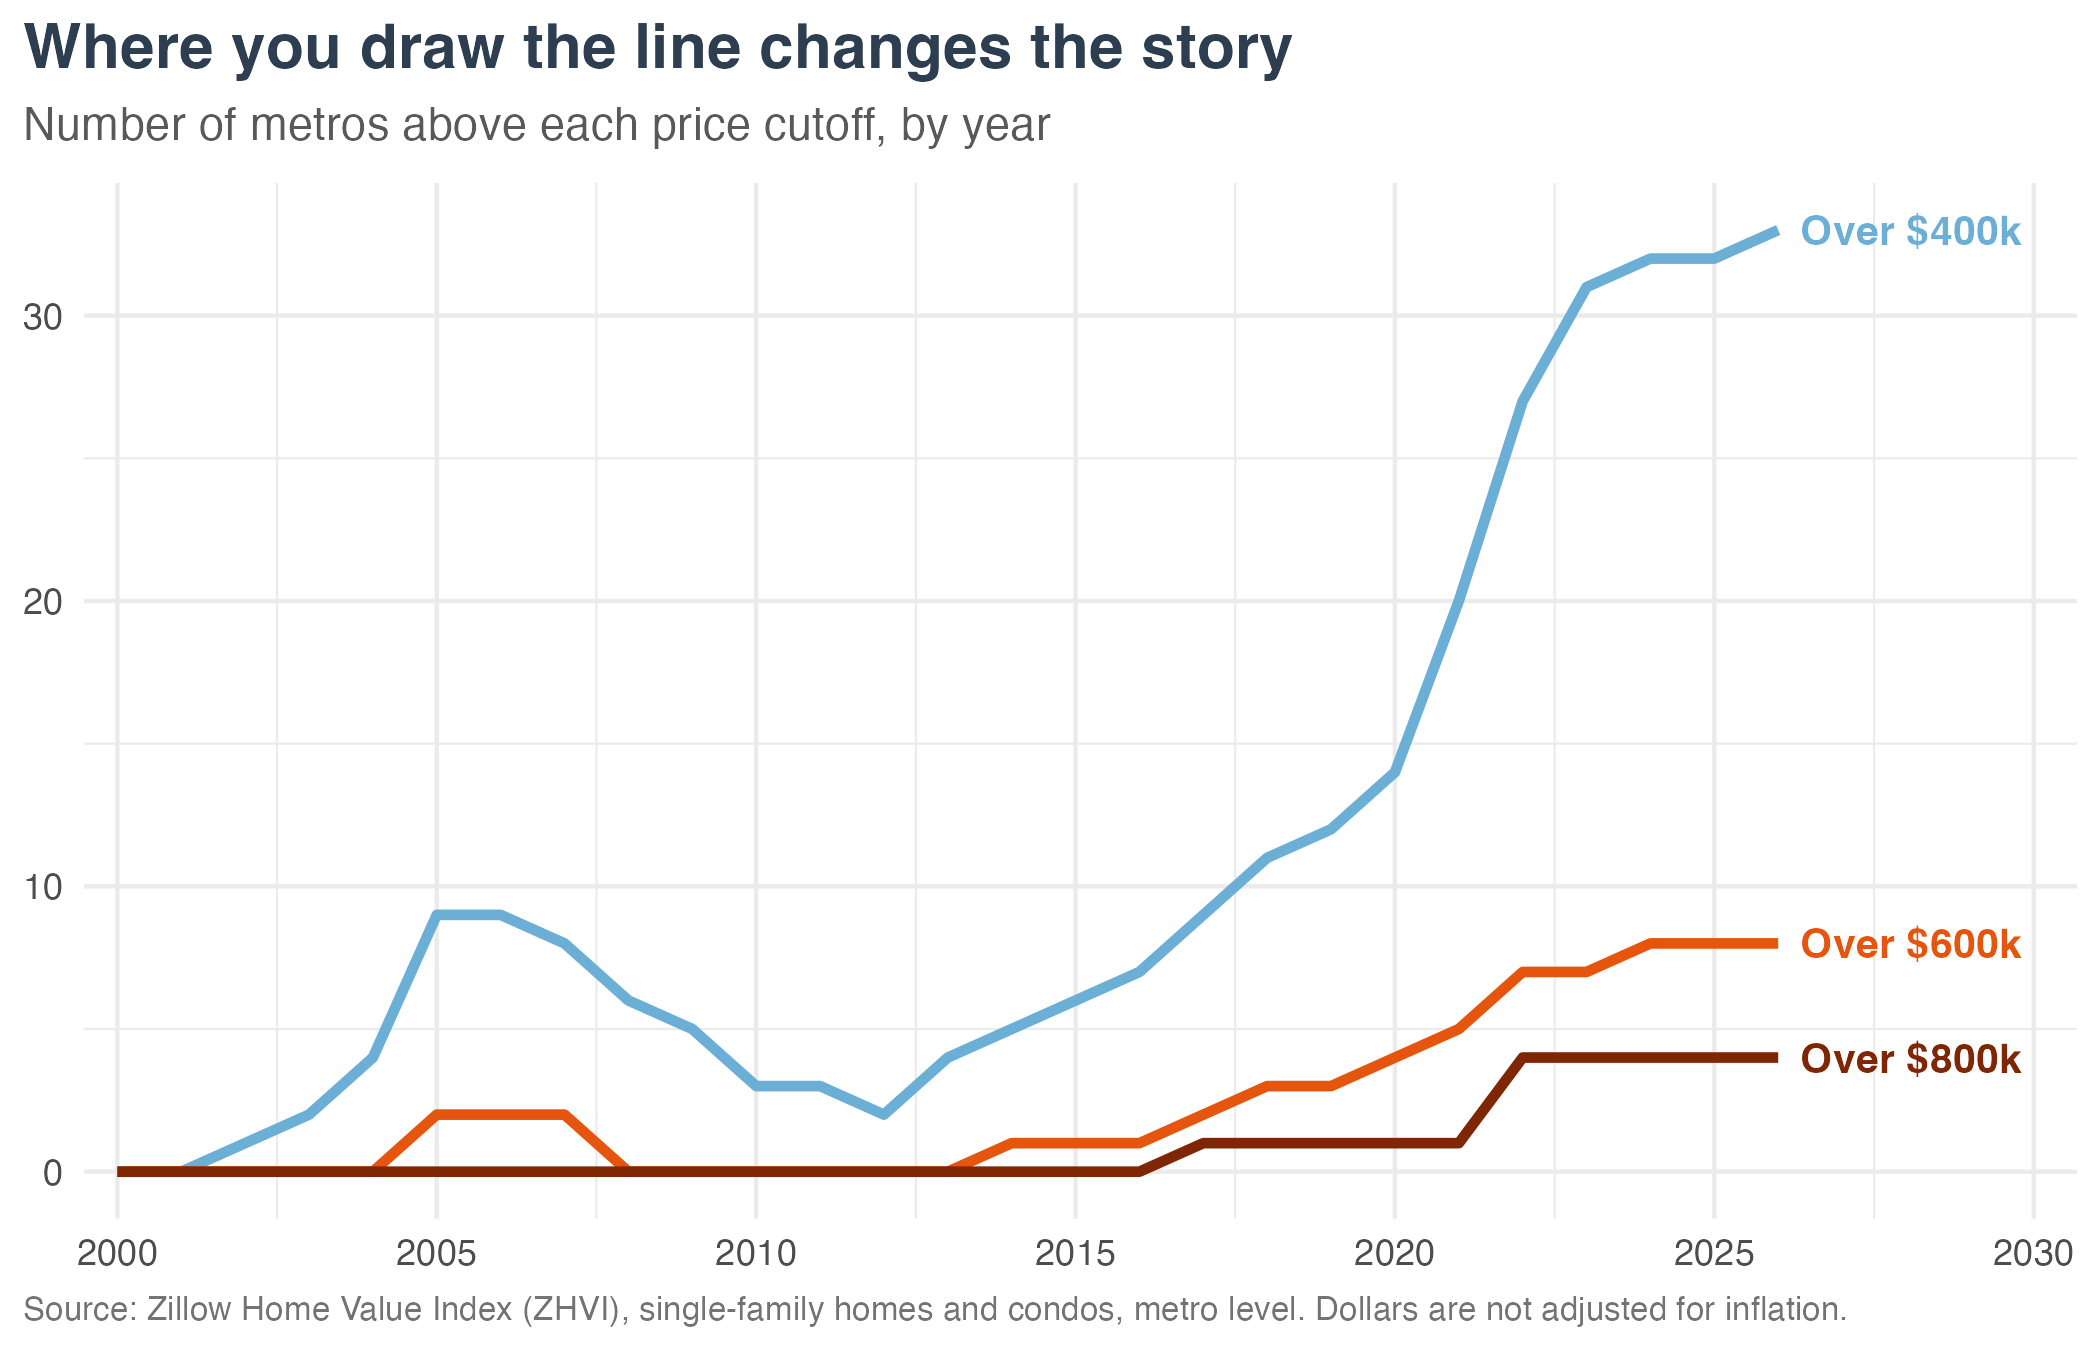 Where you draw the line changes the story
Number of metros above each price cutoff, by year
Over $400k
30
20
10
Over $600k
Over $800k
0
2000 2005 2010 2015 2020 2025 2030
Source: Zillow Home Value Index (ZHVI), single-family homes and condos, metro level. Dollars are not adjusted for inflation.